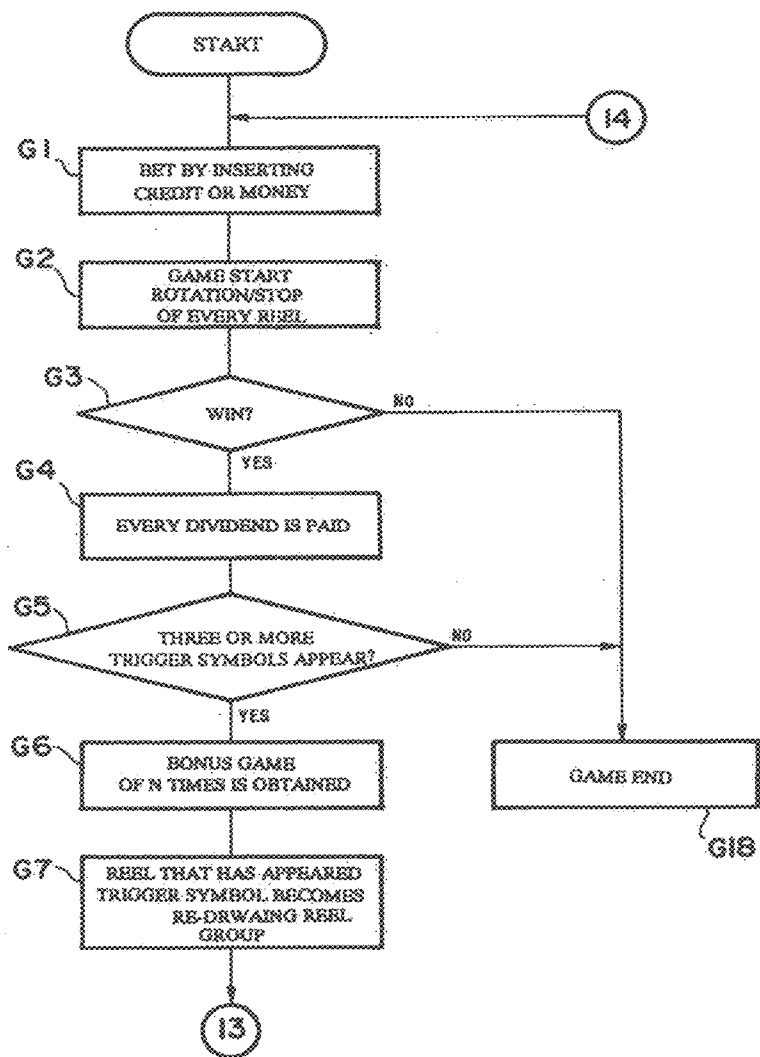 START
14
G1
BET BY INSERTING
CREDIT OR MONEY
G2
GAME START
ROTATION/STOP
OF EVERY REEL
G3
WIN?
NO
YES
G4
EVERY DIVIDEND IS PAID
G5
THREE OR MORE
TRIGGER SYMBOLS APPEAR?
NO
YES
G6
BONUS GAME
OF N TIMES IS OBTAINED
GAME END
G18
G7
REEL THAT HAS APPEARED
TRIGGER SYMBOL BECOMES
RE-DRWAING REEL
GROUP
13